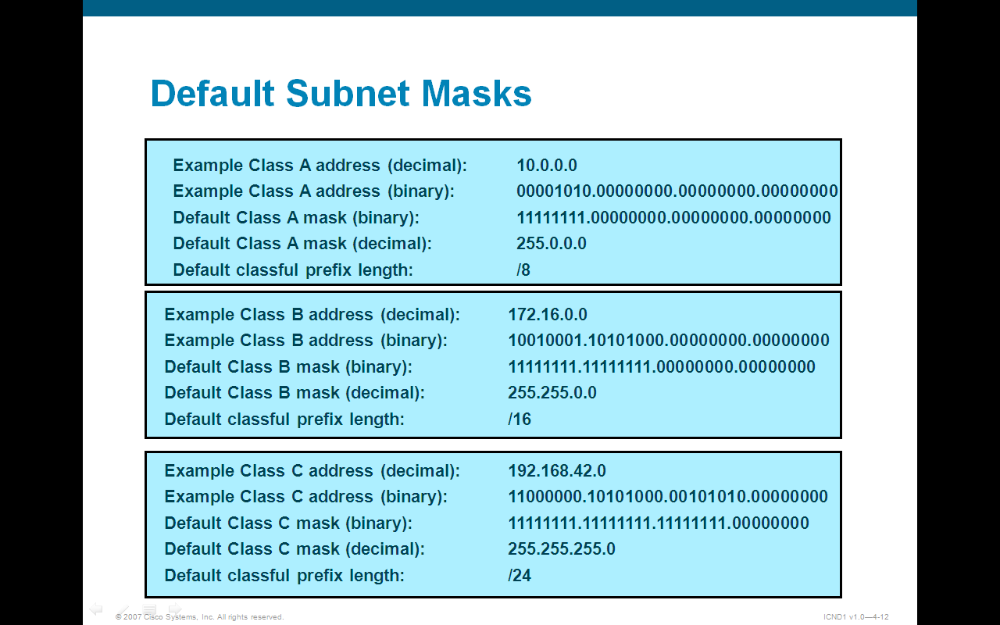 Default Subnet Masks
Example Class A address (decimal): 10.0.0.0
Example Class A address (binary): 00001010.00000000.00000000.00000000
Default Class A mask (binary): 11111111.00000000.00000000.00000000
Default Class A mask (decimal): 255.0.0.0
Default classful prefix length: /8
Example Class B address (decimal): 172.16.0.0
Example Class B address (binary): 10010001.10101000.00000000.00000000
Default Class B mask (binary): 11111111.11111111.00000000.00000000
Default Class B mask (decimal): 255.255.0.0
Default classful prefix length: /16
Example Class C address (decimal): 192.168.42.0
Example Class C address (binary): 11000000.10101000.00101010.00000000
Default Class C mask (binary): 11111111.11111111.11111111.00000000
Default Class C mask (decimal): 255.255.255.0
Default classful prefix length: /24
© 2007 Cisco Systems, Inc. All rights reserved. ICND1 v1.0—4-12